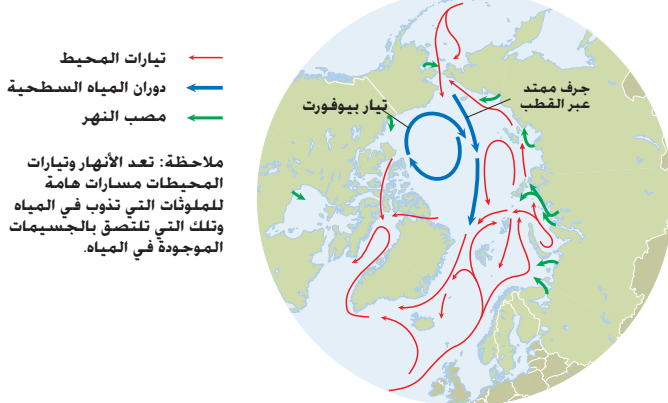 تيارات المحيط
دوران المياه السطحية
مصب النهر
ملاحظة: تعد الأنهار وتيارات
المحيطات مسارات هامة
للملوثات التي تذوب في المياه
وتلك التي تلتصق بالجسيمات
الموجودة في المياه.
جرف ممتد
عبر القطب
تيار بيوفورت